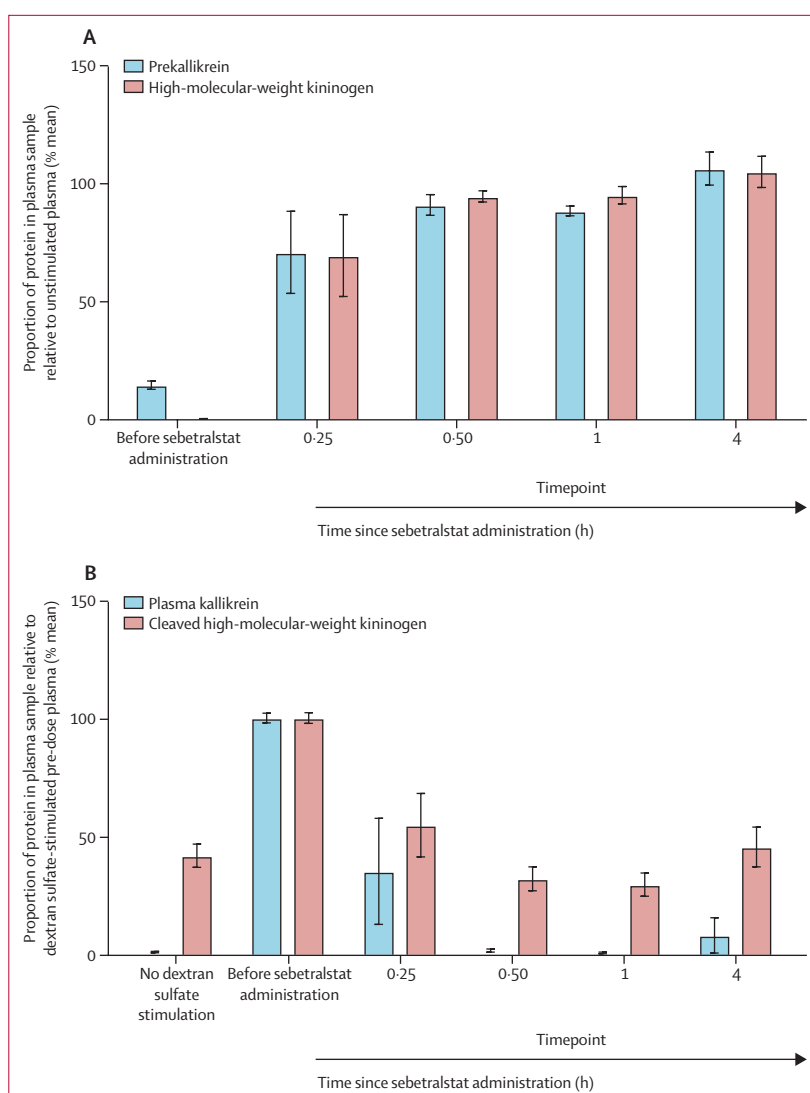 A
150
100
50
0
Proportion of protein in plasma sample
relative to unstimulated plasma (% mean)
Prekallikrein
High-molecular-weight kininogen
Before sebetralstat
administration
0·25
0·50
1
4
Timepoint
Time since sebetralstat administration (h)
B
150
100
50
0
Proportion of protein in plasma sample relative to
dextran sulfate-stimulated pre-dose plasma (% mean)
Plasma kallikrein
Cleaved high-molecular-weight kininogen
No dextran
sulfate
stimulation
Before sebetralstat
administration
0·25
0·50
1
4
Timepoint
Time since sebetralstat administration (h)